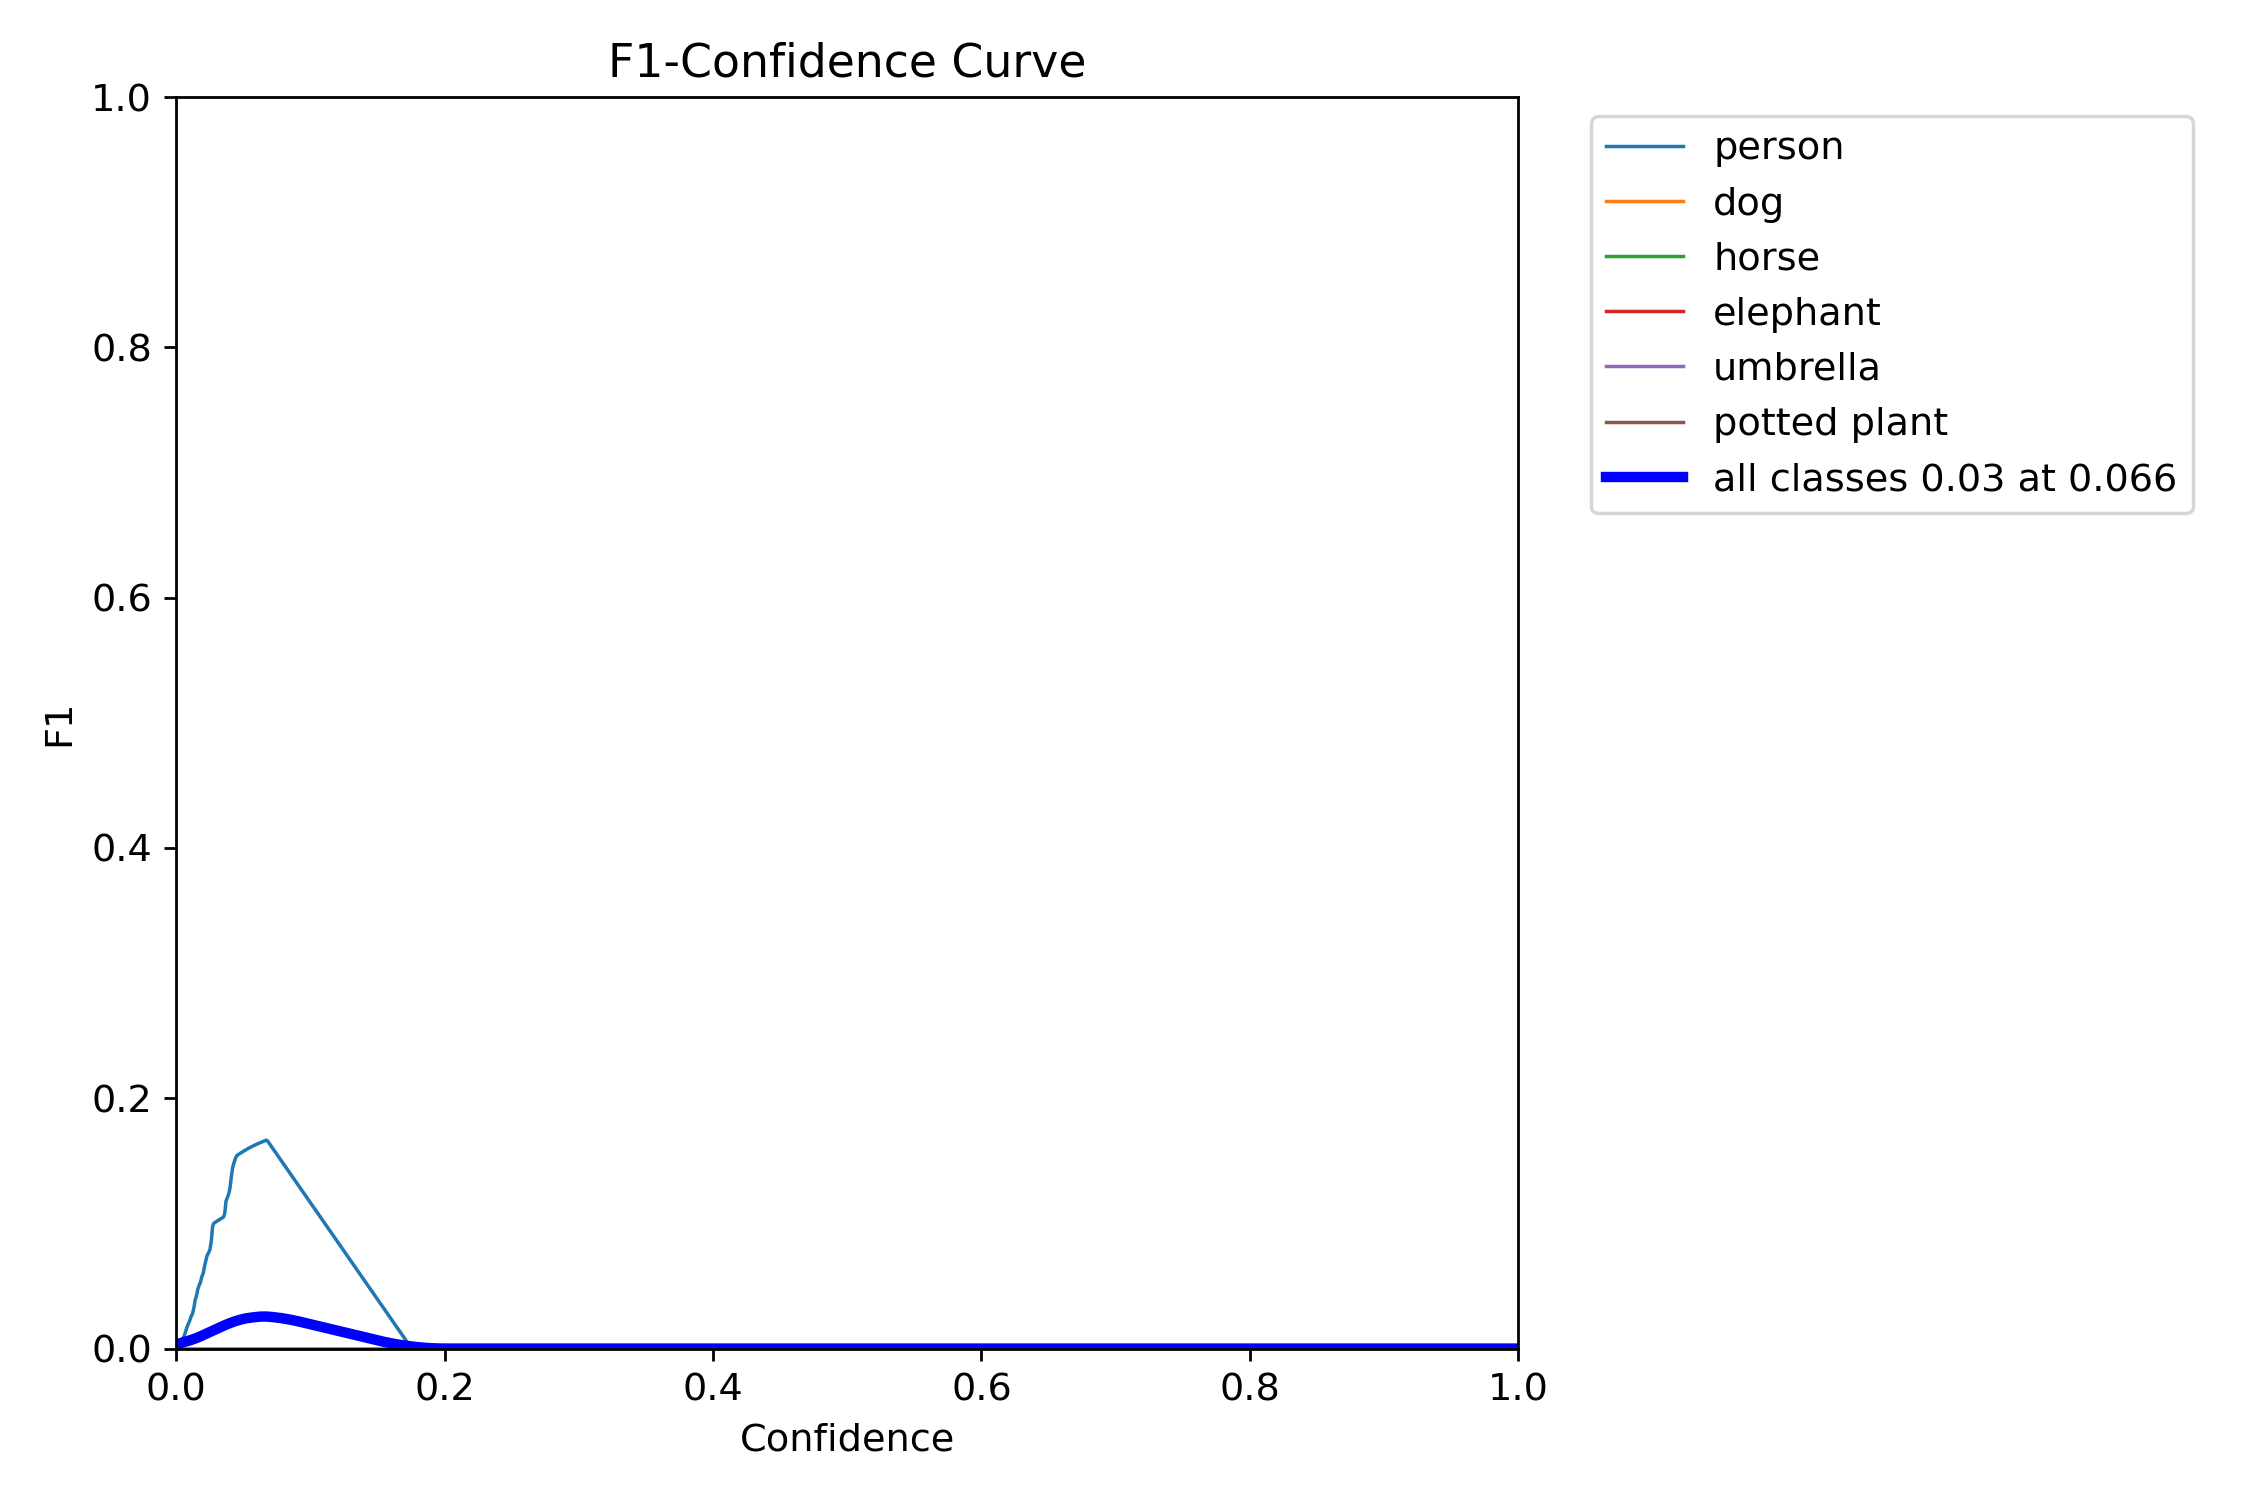 F1-Confidence Curve
1.0
0.8
0.6
0.4
0.2
0.0
F1
0.0 0.2 0.4 0.6 0.8 1.0
Confidence
person
dog
horse
elephant
umbrella
potted plant
all classes 0.03 at 0.066